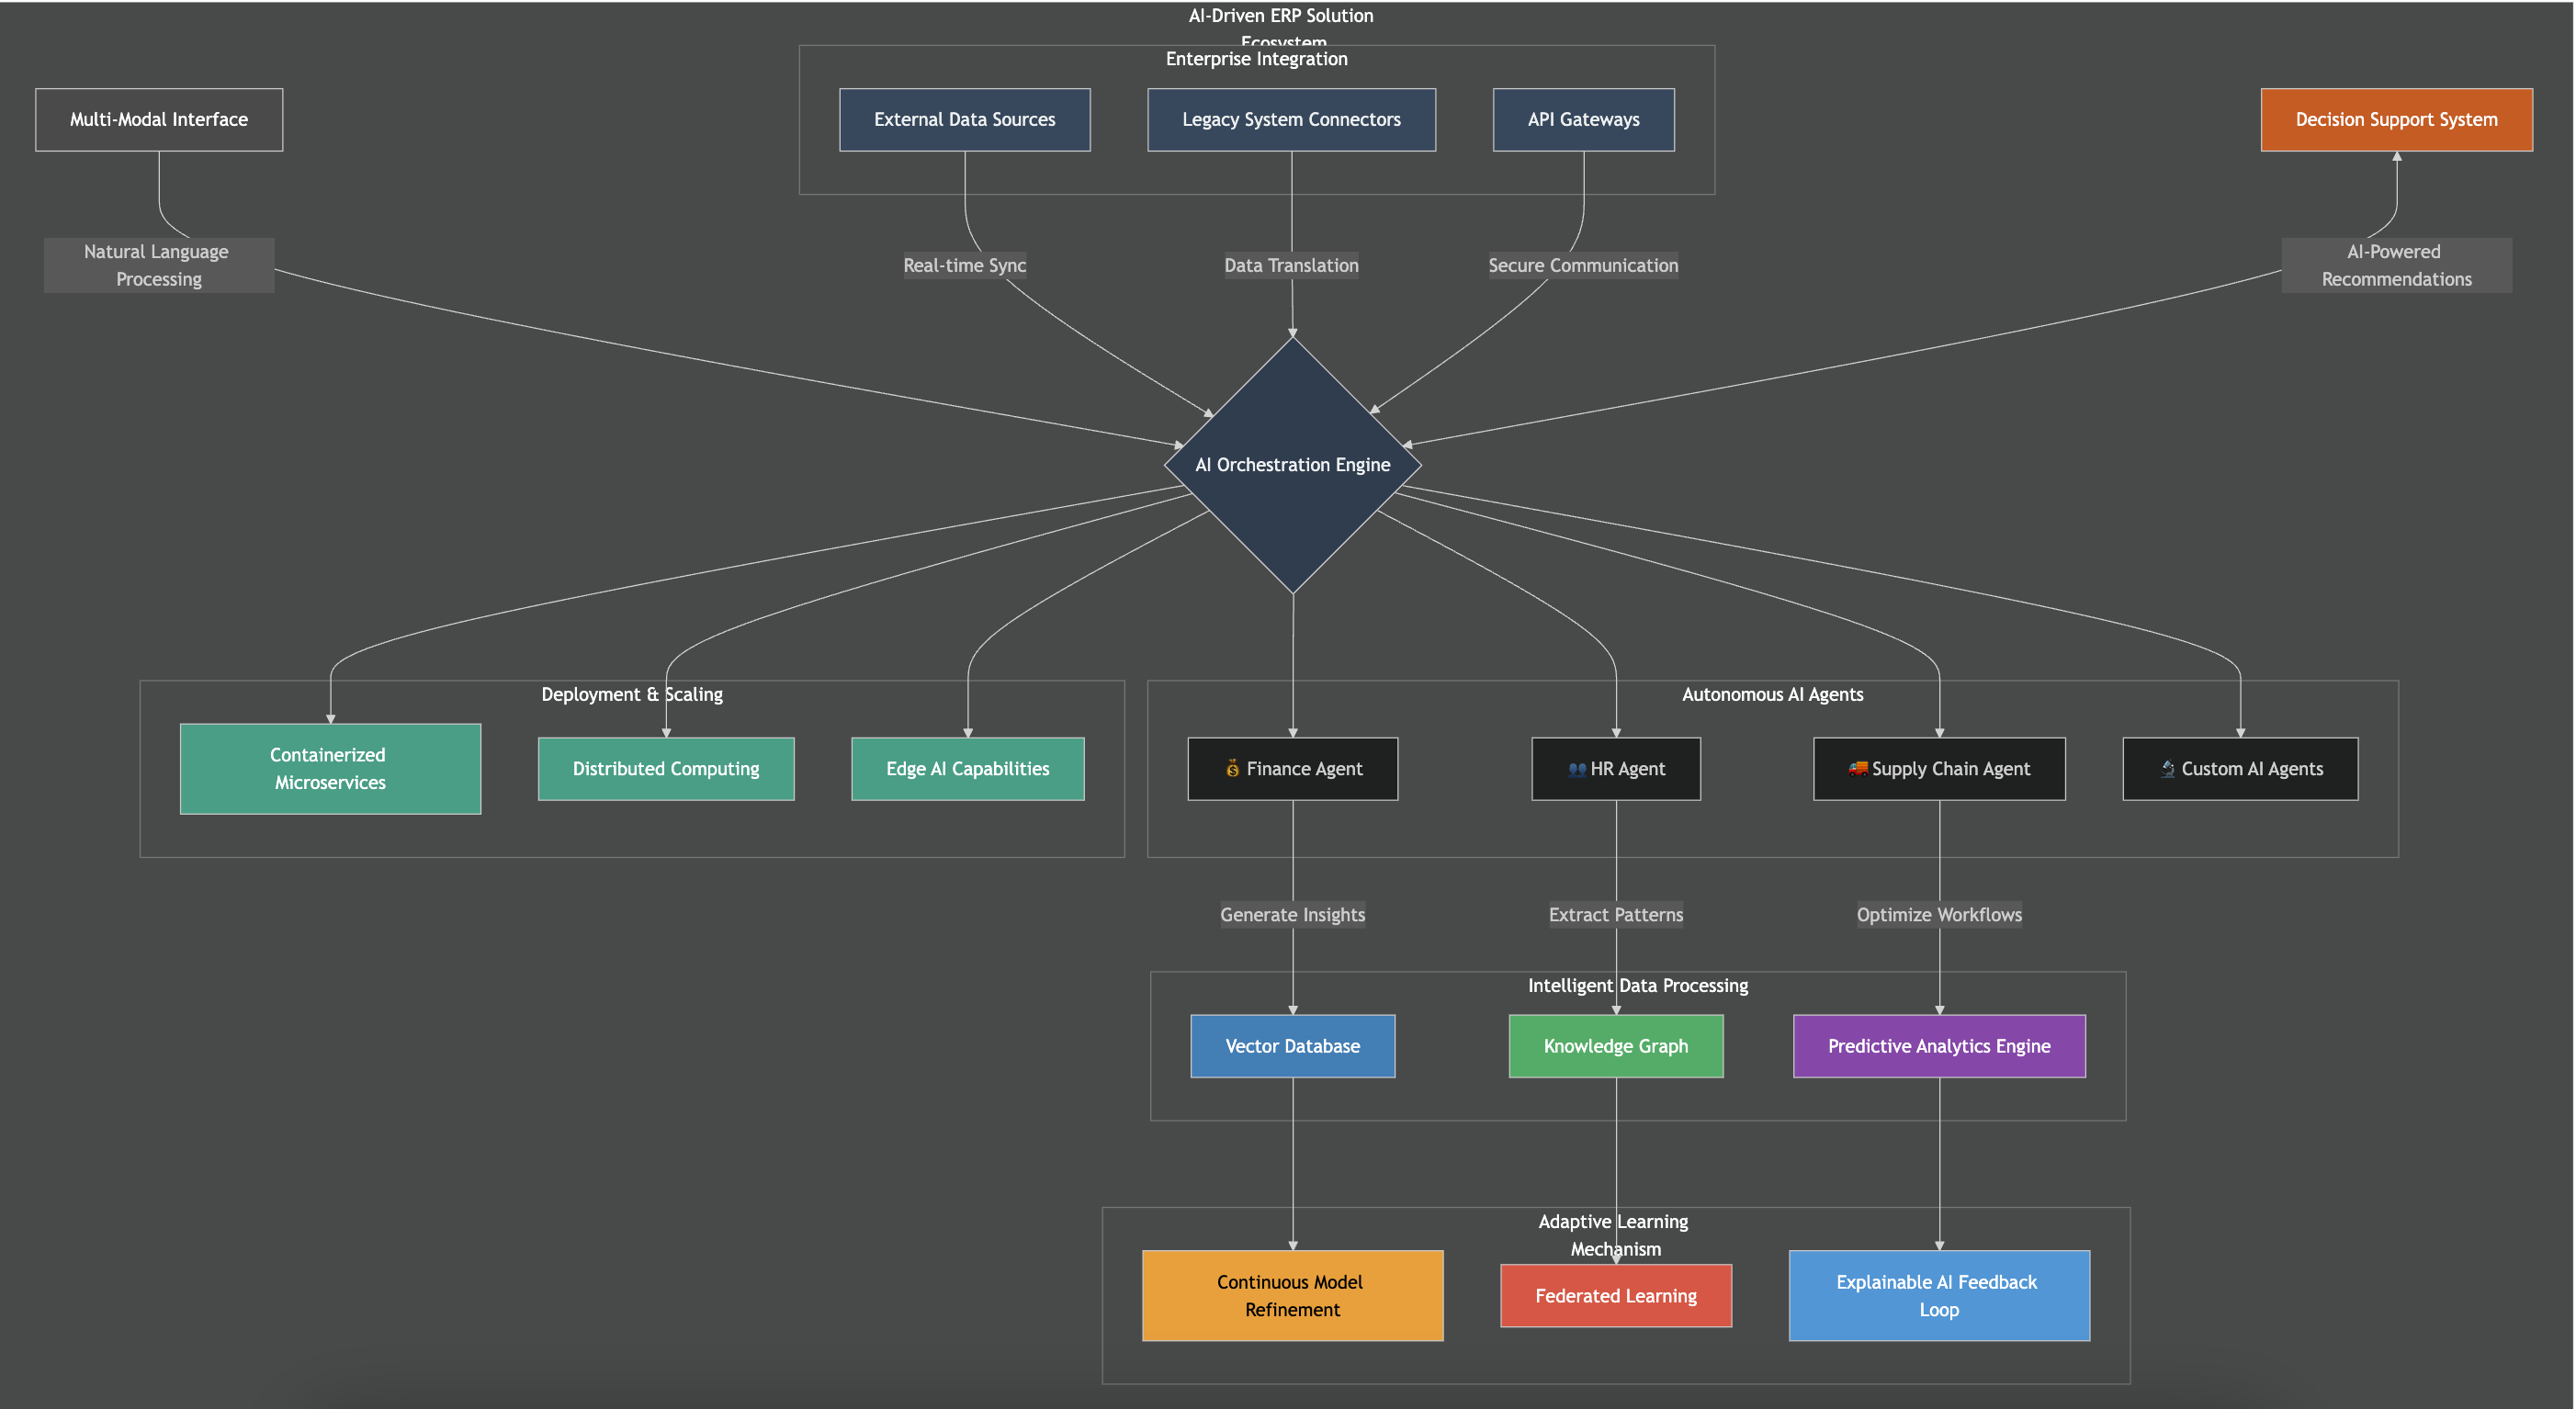 AI-Driven ERP Solution
Ecosystem
Enterprise Integration
Multi-Modal Interface
External Data Sources
Legacy System Connectors
API Gateways
Decision Support System
Natural Language
Processing
Real-time Sync
Data Translation
Secure Communication
AI-Powered
Recommendations
AI Orchestration Engine
Deployment & Scaling
Autonomous AI Agents
Containerized
Microservices
Distributed Computing
Edge AI Capabilities
💰 Finance Agent
👥 HR Agent
🚚 Supply Chain Agent
🔬 Custom AI Agents
Generate Insights
Extract Patterns
Optimize Workflows
Intelligent Data Processing
Vector Database
Knowledge Graph
Predictive Analytics Engine
Adaptive Learning
Mechanism
Continuous Model
Refinement
Federated Learning
Explainable AI Feedback
Loop